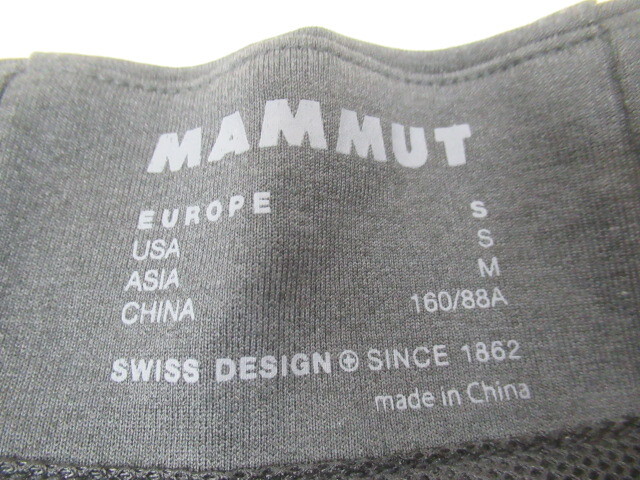 MAMMUT
EUROPE S
USA S
ASIA M
CHINA 160/88A
SWISS DESIGN SINCE 1862
made in China